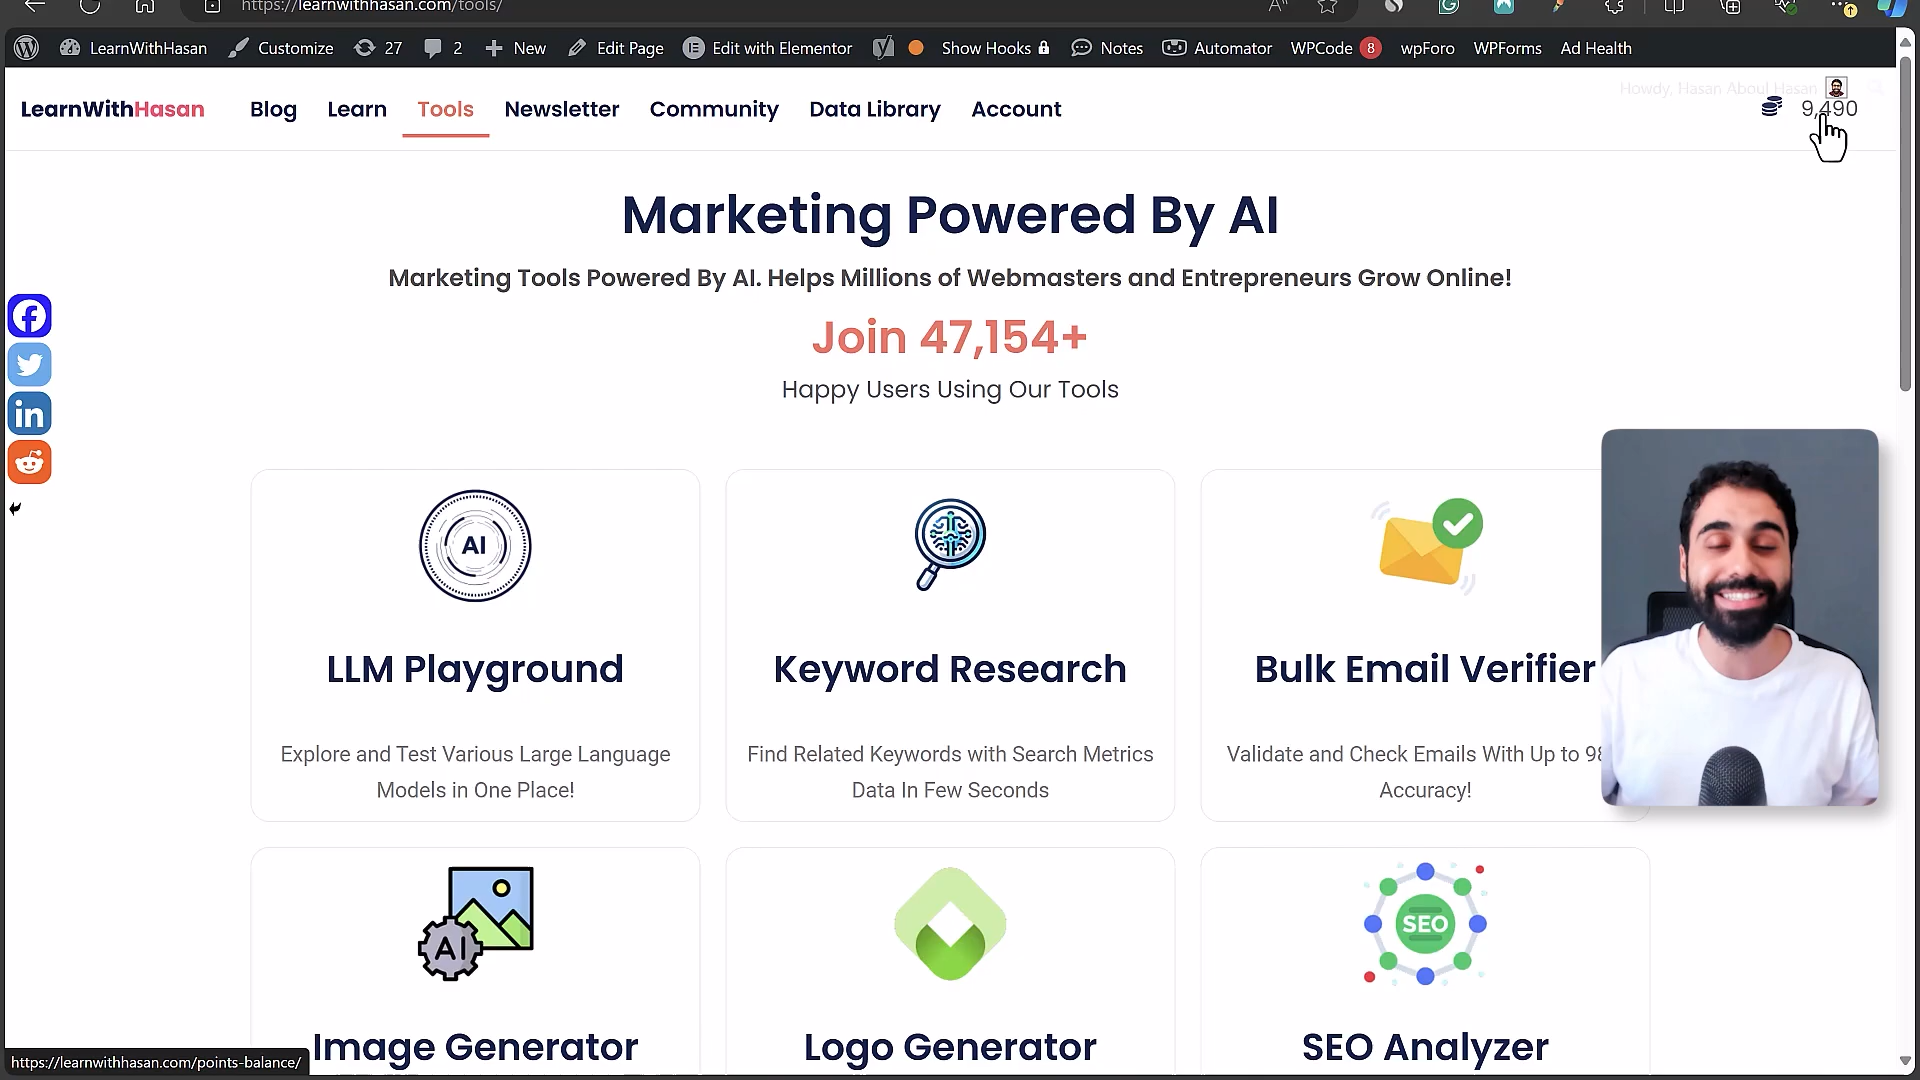 https://learnwithhasan.com/tools/
LearnWithHasan Customize 27 2 New Edit Page Edit with Elementor Show Hooks Notes Automator WPCode 8 wpForo WPForms Ad Health
Howdy, Hasan Aboul Hasan
LearnWithHasan Blog Learn Tools Newsletter Community Data Library Account 9,490
Marketing Powered By AI
Marketing Tools Powered By AI. Helps Millions of Webmasters and Entrepreneurs Grow Online!
Join 47,154+
Happy Users Using Our Tools
AI
LLM Playground
Explore and Test Various Large Language
Models in One Place!
Keyword Research
Find Related Keywords with Search Metrics
Data In Few Seconds
Bulk Email Verifier
Validate and Check Emails With Up to
Accuracy!
AI
Image Generator
Logo Generator
SEO
SEO Analyzer
https://learnwithhasan.com/points-balance/